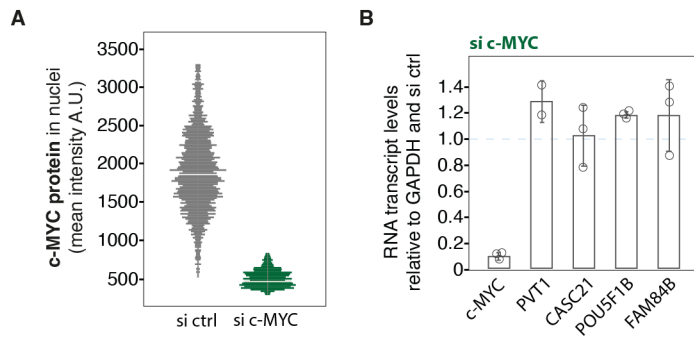 A
c-MYC protein in nuclei
(mean intensity A.U.)
3500
3000
2500
2000
1500
1000
500
si ctrl
si c-MYC
B
si c-MYC
RNA transcript levels
relative to GAPDH and si ctrl
1.4
1.2
1.0
0.8
0.6
0.4
0.2
0
c-MYC
PVT1
CASC21
POU5F1B
FAM84B